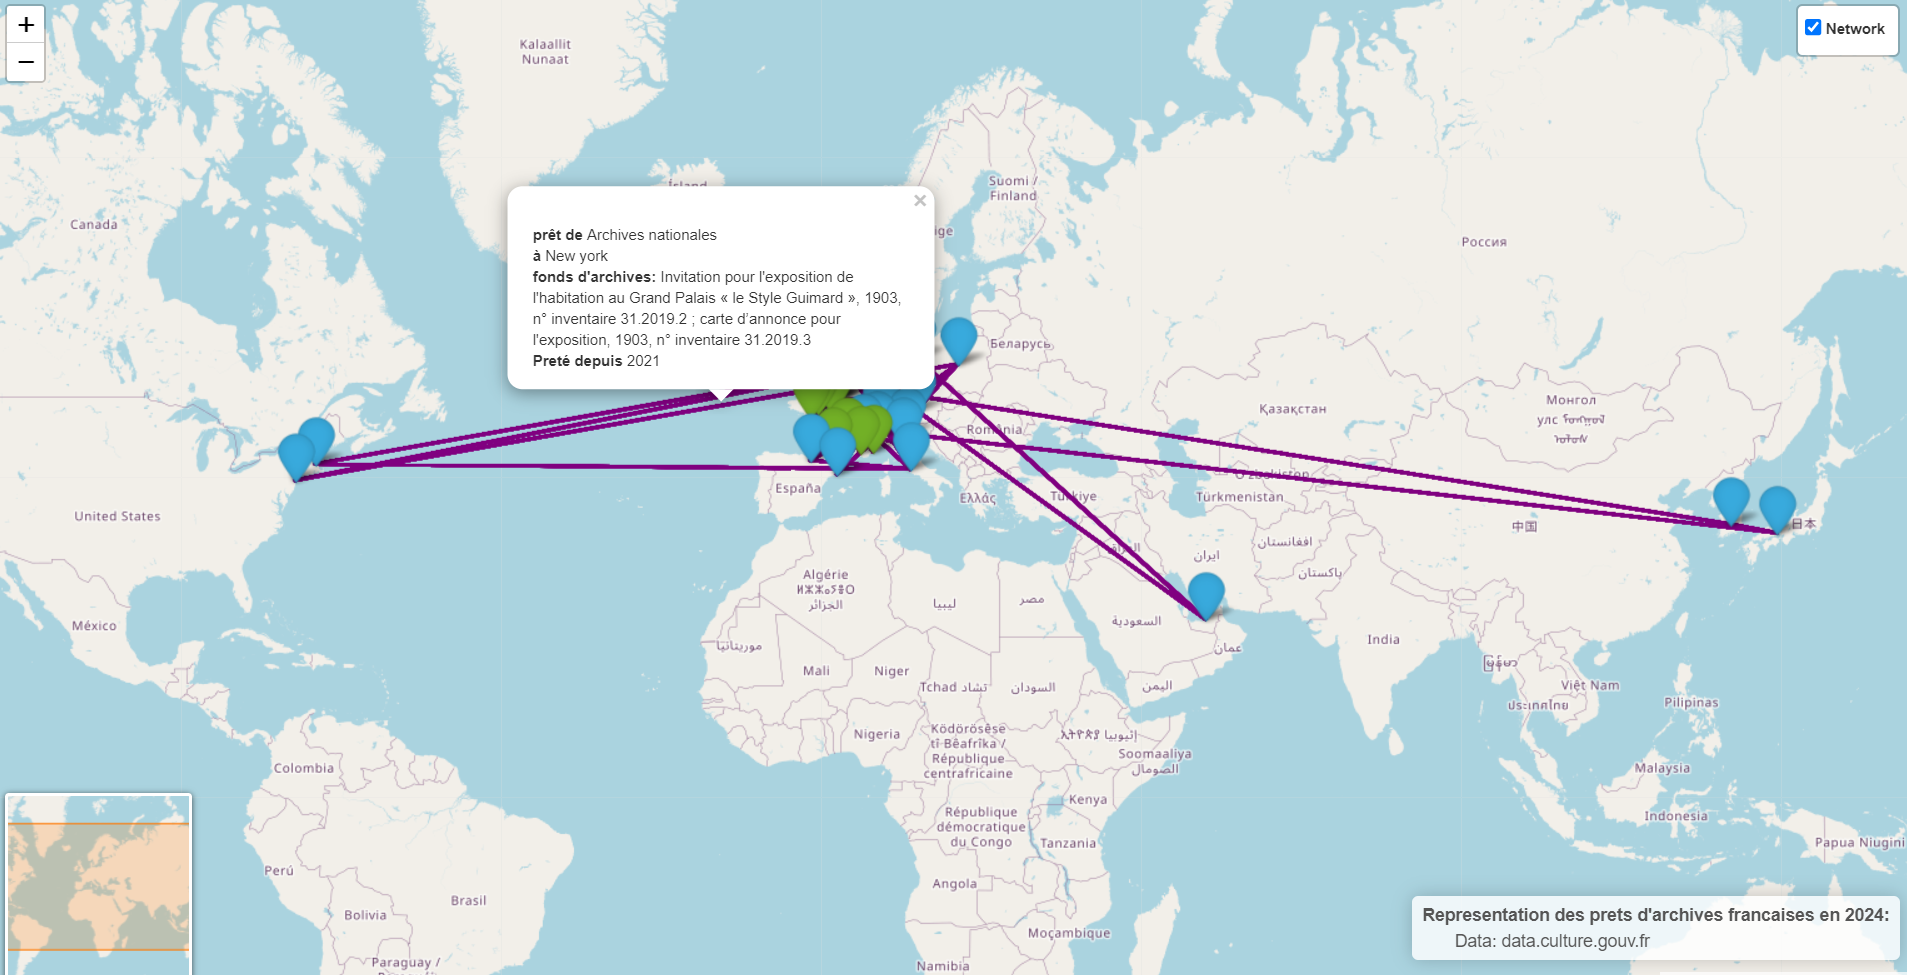 +
−
Network
Kalaallit
Nunaat
Ísland
Suomi /
Finland
Canada
Россия
×
prêt de Archives nationales
à New york
fonds d'archives: Invitation pour l'exposition de
l'habitation au Grand Palais « le Style Guimard », 1903,
n° inventaire 31.2019.2 ; carte d’annonce pour
l'exposition, 1903, n° inventaire 31.2019.3
Preté depuis 2021
ige
Беларусь
Монгол
улс
Қазақстан
România
España
Ελλάς
Türkiye
O'zbekiston
Türkmenistan
United States
中国
日本
افغانستان
ایران
العراق
پاکستان
Algérie
ⵍⵣⵣⴰⵢⴻⵔ
الجزائر
ليبيا
مصر
السعودية
México
موريتانيا
عمان
India
Mali
Niger
Tchad تشاد
السودان
اليمن
Việt Nam
ประเทศไทย
Pilipinas
Nigeria
Ködörösêse
tî Bêafrîka /
République
centrafricaine
ኢትዮጵያ إثيوبيا
Soomaaliya
الصومال
Colombia
Malaysia
Kenya
République
démocratique
du Congo
Indonesia
Tanzania
Papua Niugini
Perú
Angola
Brasil
Bolivia
Moçambique
Paraguay /
Namibia
Representation des prets d'archives francaises en 2024:
Data: data.culture.gouv.fr